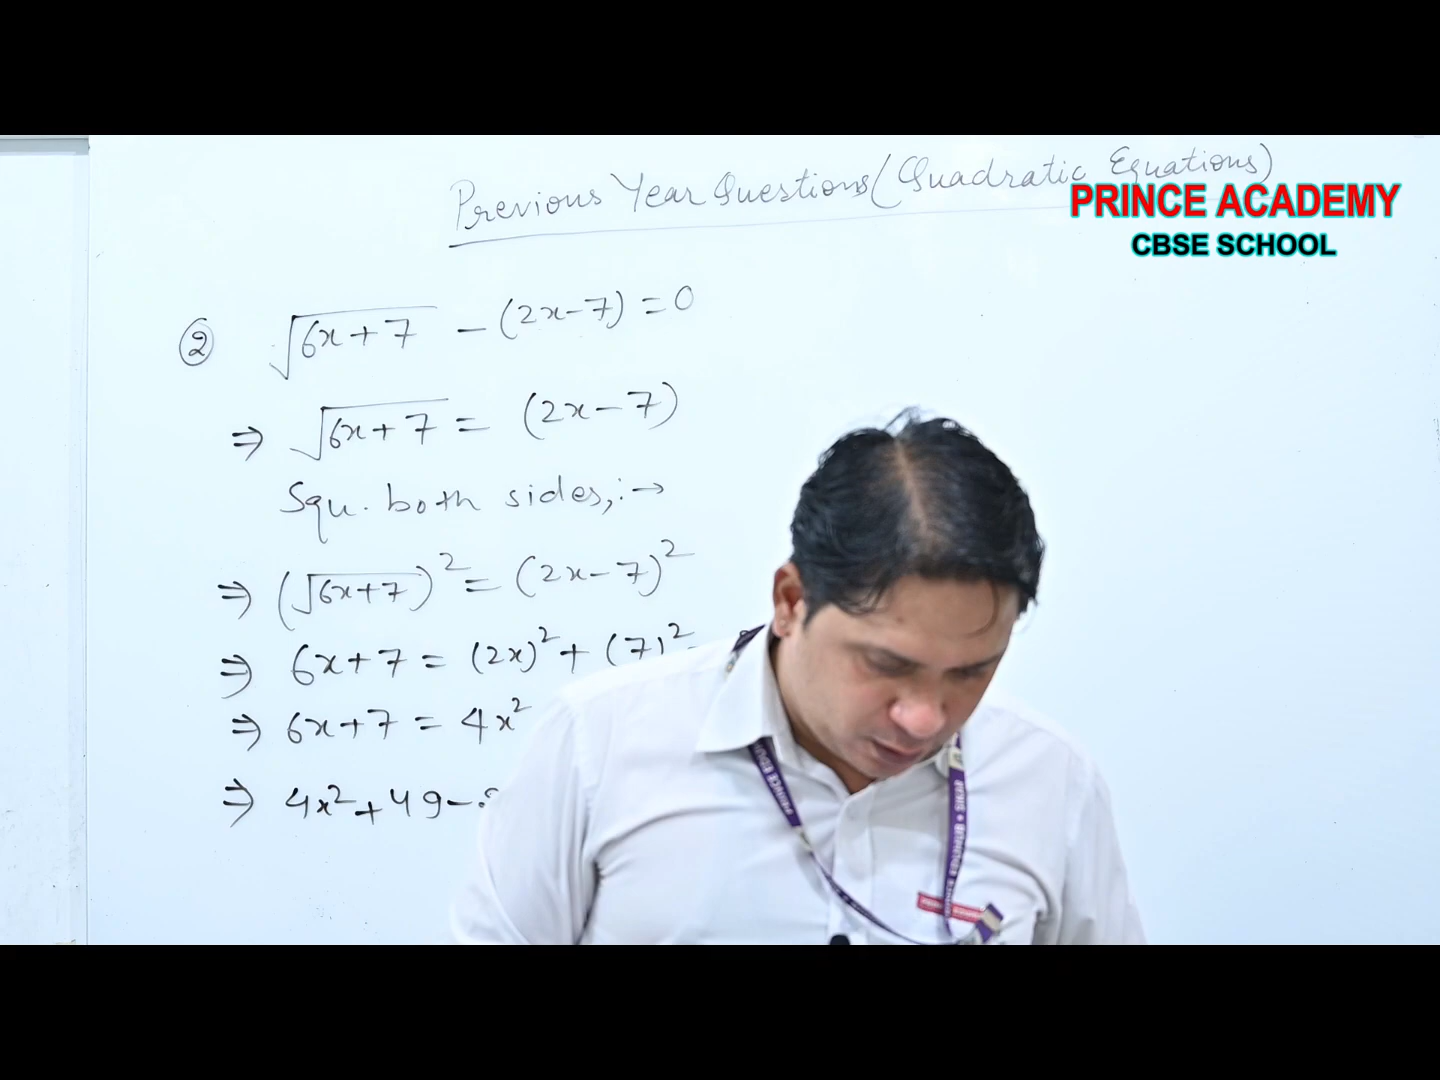 Previous Year Questions (Quadratic Equations)
PRINCE ACADEMY
CBSE SCHOOL
② √(6x+7) - (2x-7) = 0
⇒ √(6x+7) = (2x-7)
Squ. both sides,:→
⇒ (√(6x+7))² = (2x-7)²
⇒ 6x+7 = (2x)² + (7)² -
⇒ 6x+7 = 4x²
⇒ 4x²+49-